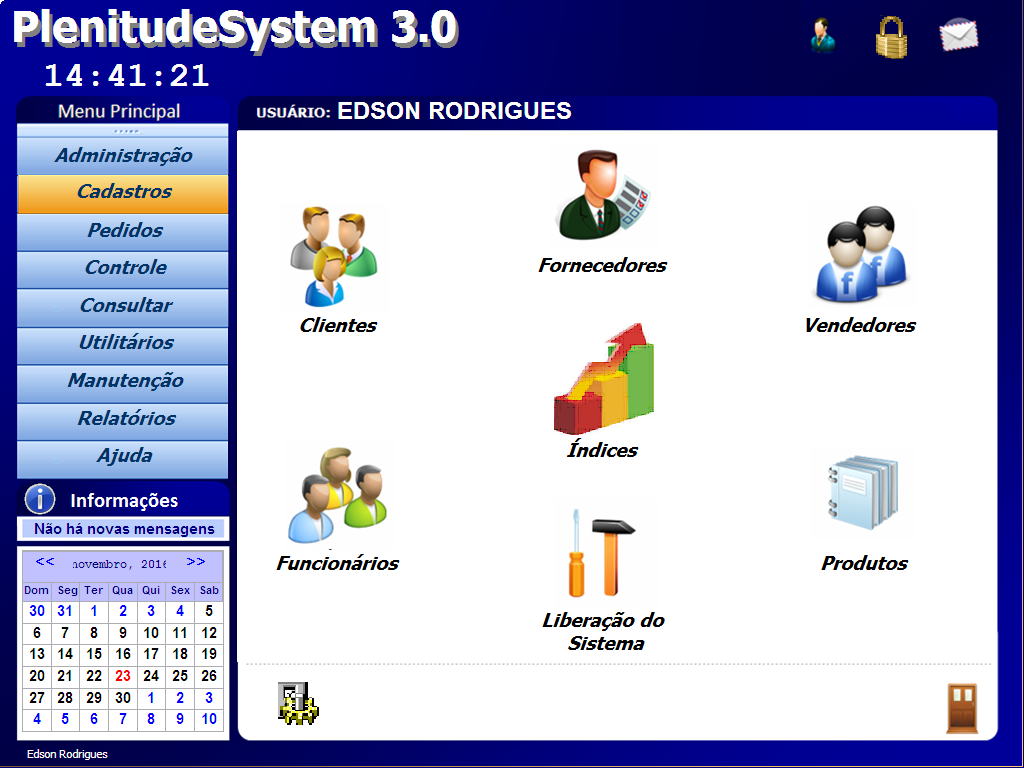 PlenitudeSystem 3.0
14:41:21
Menu Principal
Administração
Cadastros
Pedidos
Controle
Consultar
Utilitários
Manutenção
Relatórios
Ajuda
Informações
Não há novas mensagens
<< novembro, 2016 >>
Dom Seg Ter Qua Qui Sex Sab
30 31 1 2 3 4 5
6 7 8 9 10 11 12
13 14 15 16 17 18 19
20 21 22 23 24 25 26
27 28 29 30 1 2 3
4 5 6 7 8 9 10
Edson Rodrigues
USUÁRIO: EDSON RODRIGUES
Fornecedores
Clientes
Vendedores
Índices
Funcionários
Produtos
Liberação do
Sistema